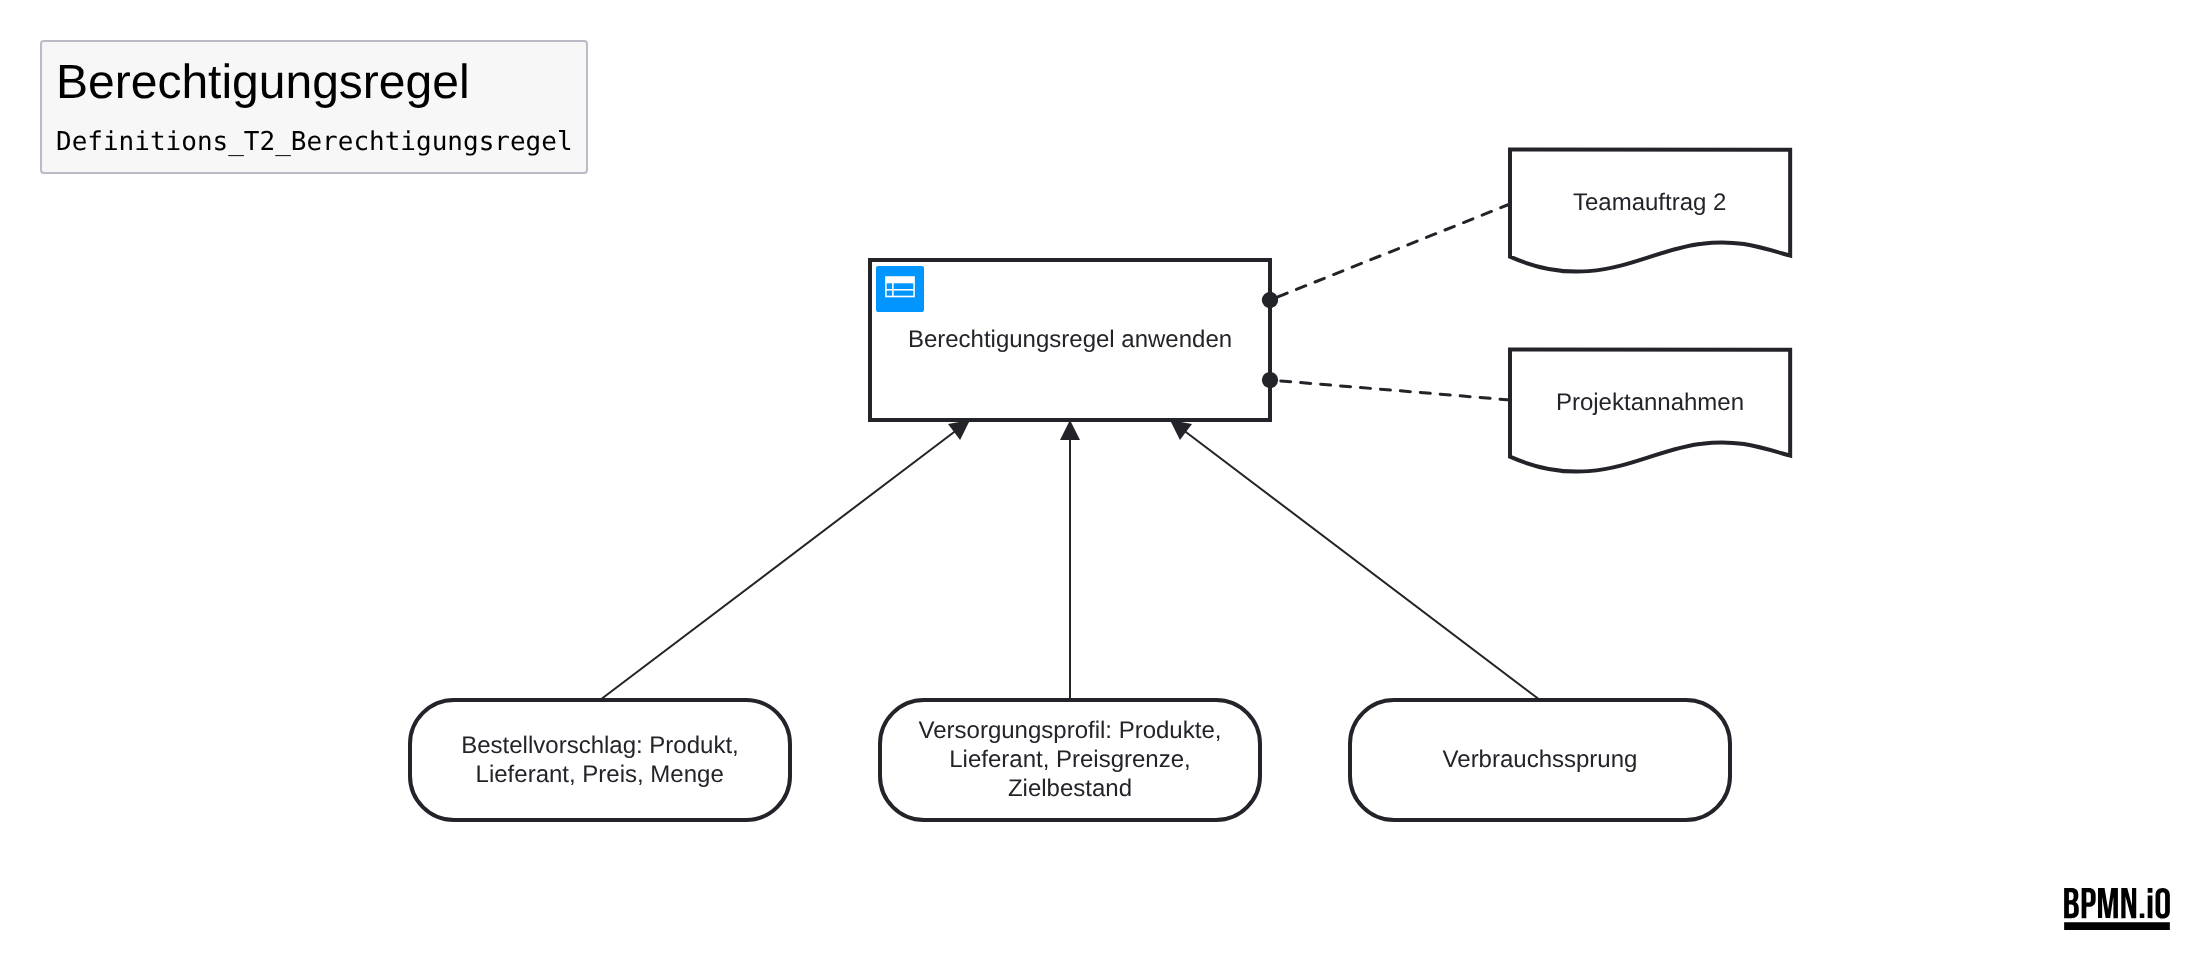 Berechtigungsregel
Definitions_T2_Berechtigungsregel
Teamauftrag 2
Berechtigungsregel anwenden
Projektannahmen
Bestellvorschlag: Produkt,
Lieferant, Preis, Menge
Versorgungsprofil: Produkte,
Lieferant, Preisgrenze,
Zielbestand
Verbrauchssprung
BPMN.iO